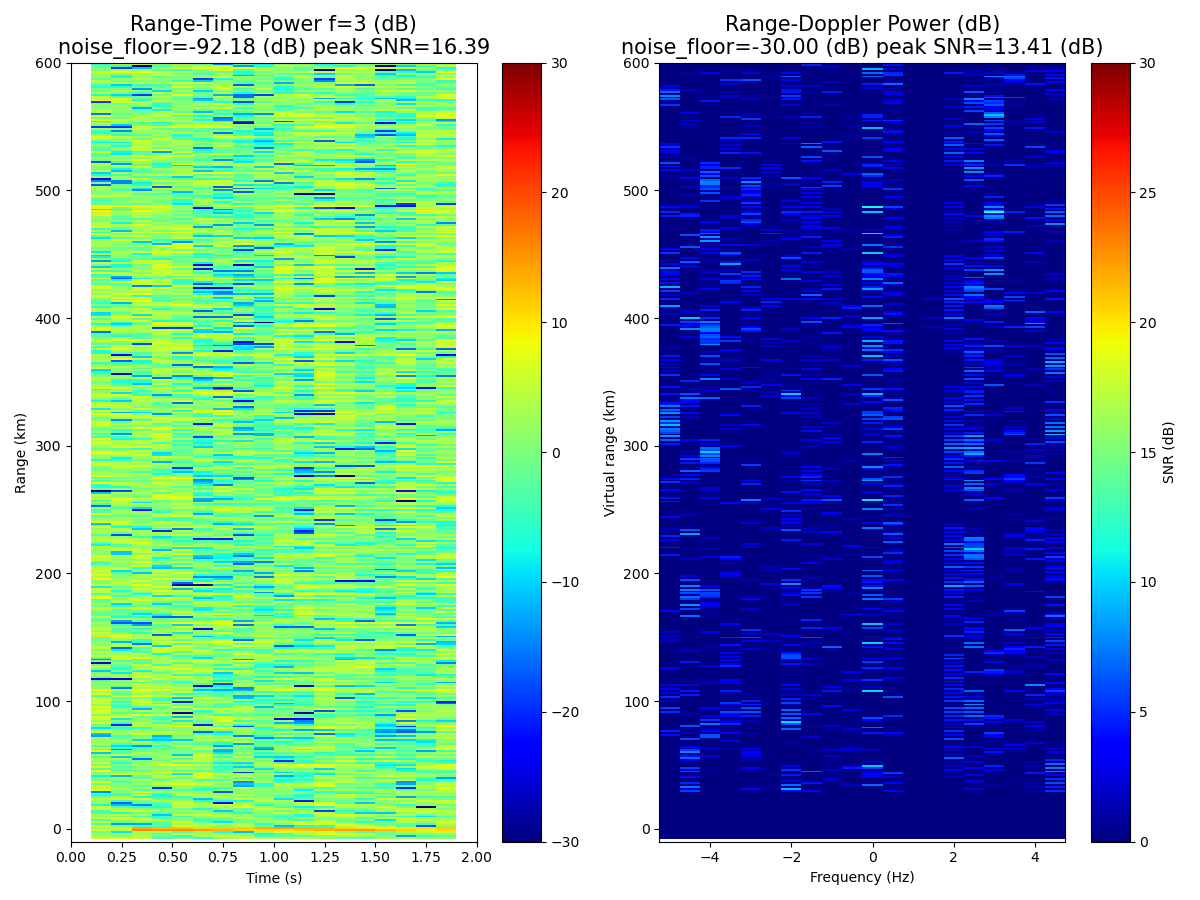 Range-Time Power f=3 (dB)
noise_floor=-92.18 (dB) peak SNR=16.39
Range-Doppler Power (dB)
noise_floor=-30.00 (dB) peak SNR=13.41 (dB)
600
500
400
300
200
100
0
Range (km)
0.00 0.25 0.50 0.75 1.00 1.25 1.50 1.75 2.00
Time (s)
30
20
10
0
−10
−20
−30
600
500
400
300
200
100
0
Virtual range (km)
−4 −2 0 2 4
Frequency (Hz)
30
25
20
15
10
5
0
SNR (dB)